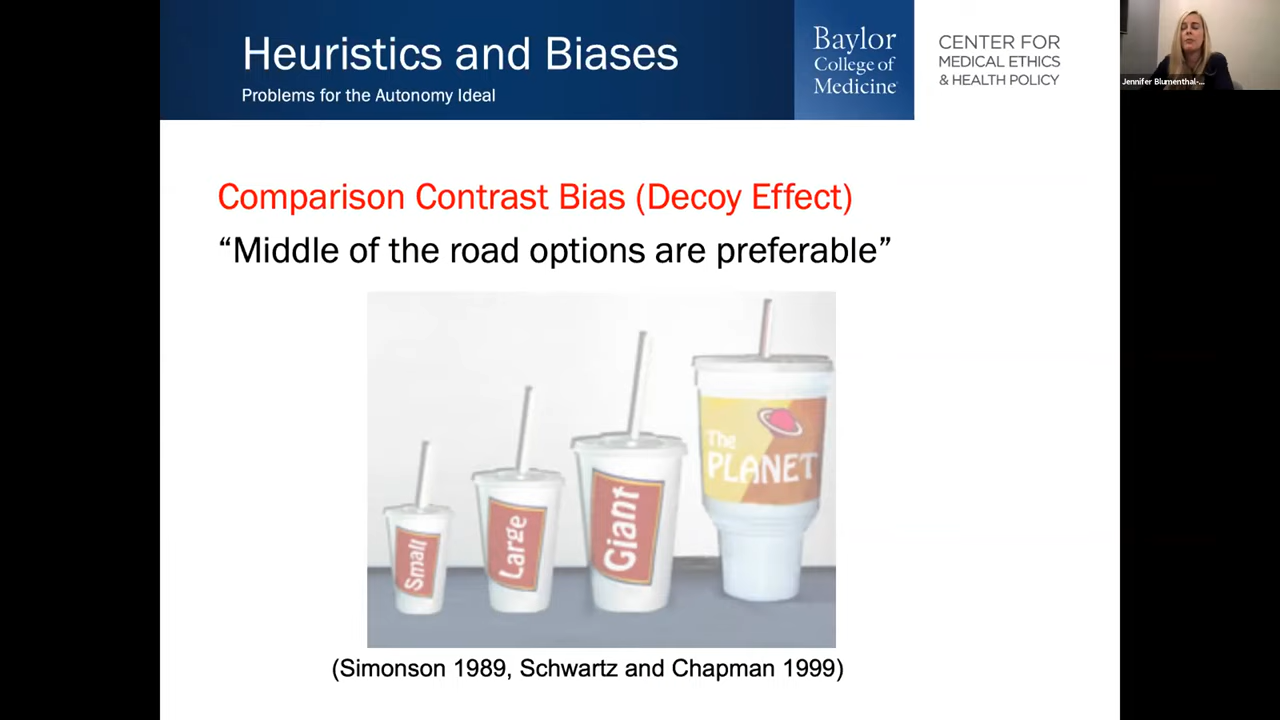 Heuristics and Biases
Problems for the Autonomy Ideal
Baylor
College of
Medicine
CENTER FOR
MEDICAL ETHICS
& HEALTH POLICY
Jennifer Blumenthal-...
Comparison Contrast Bias (Decoy Effect)
“Middle of the road options are preferable”
Small
Large
Giant
The
PLANET
(Simonson 1989, Schwartz and Chapman 1999)